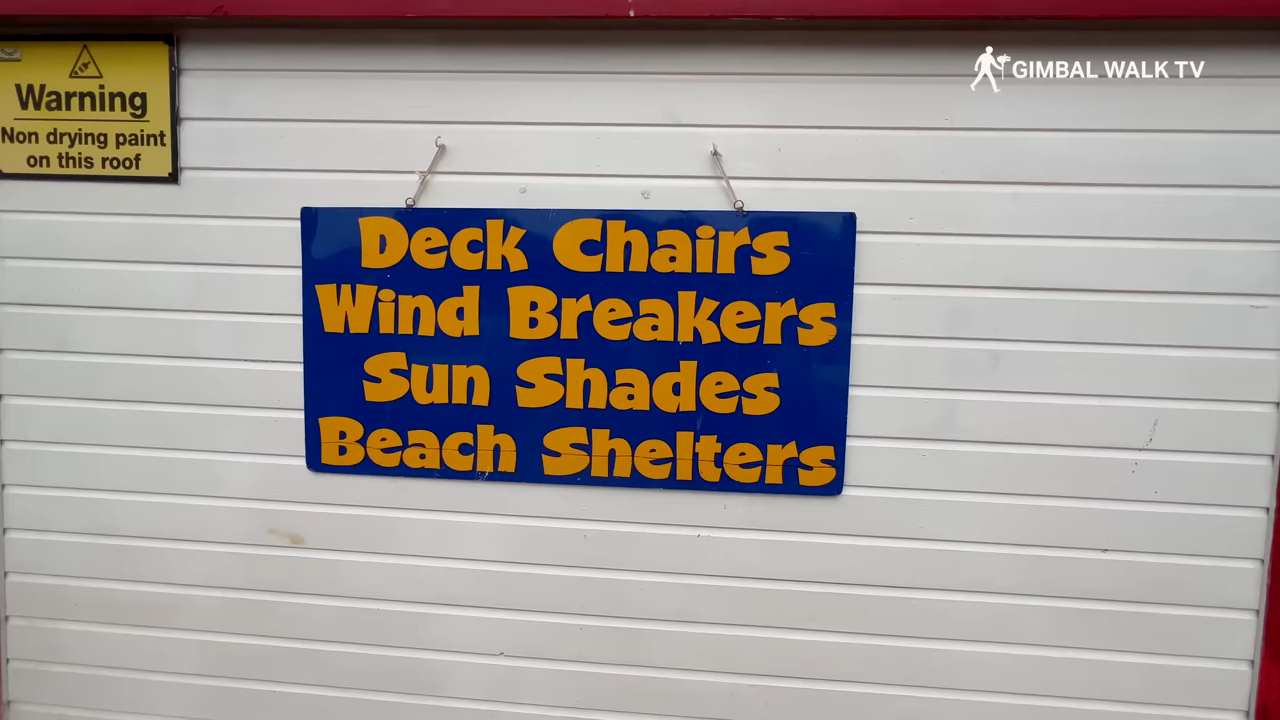 Warning
Non drying paint
on this roof
GIMBAL WALK TV
Deck Chairs
Wind Breakers
Sun Shades
Beach Shelters